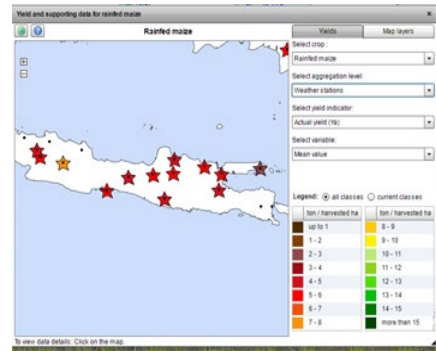 Yield and supporting data for rainfed maize
×
Rainfed maize
Yields
Map layers
Select crop :
Rainfed maize
Select aggregation level:
Weather stations
Select yield indicator:
Actual yield (Ya)
Select variable:
Mean value
Legend: all classes current classes
ton / harvested ha
up to 1
1 - 2
2 - 3
3 - 4
4 - 5
5 - 6
6 - 7
7 - 8
ton / harvested ha
8 - 9
9 - 10
10 - 11
11 - 12
12 - 13
13 - 14
14 - 15
more than 15
To view data details: Click on the map.